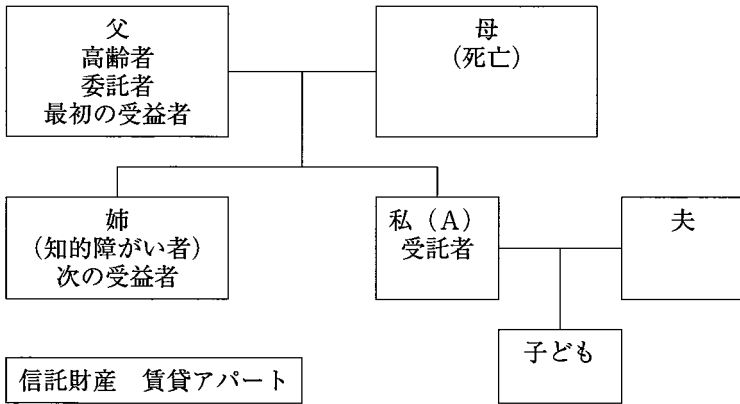 父
高齢者
委託者
最初の受益者
母
(死亡)
姉
(知的障がい者)
次の受益者
私(A)
受託者
夫
子ども
信託財産 賃貸アパート